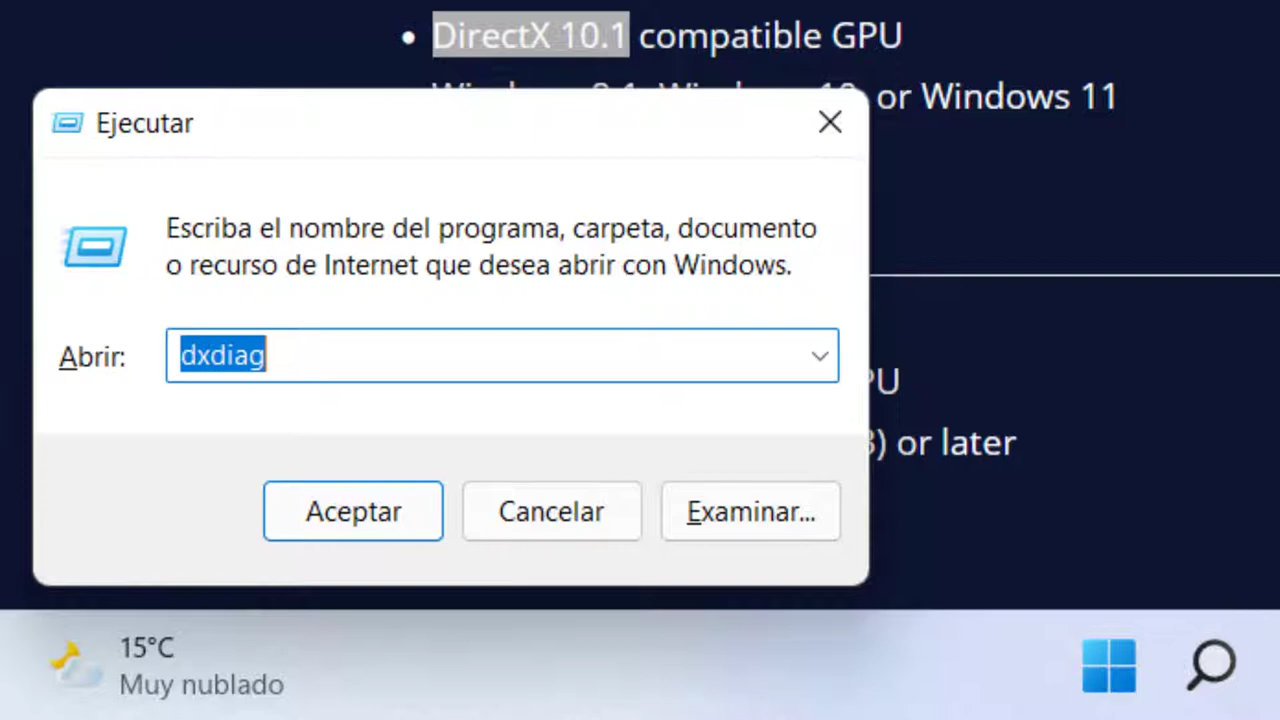 • DirectX 10.1 compatible GPU
or Windows 11
Ejecutar
Escriba el nombre del programa, carpeta, documento
o recurso de Internet que desea abrir con Windows.
Abrir:
dxdiag
PU
) or later
Aceptar
Cancelar
Examinar...
15°C
Muy nublado